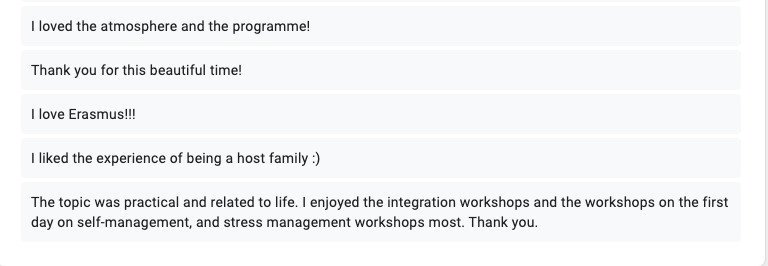 I loved the atmosphere and the programme!
Thank you for this beautiful time!
I love Erasmus!!!
I liked the experience of being a host family :)
The topic was practical and related to life. I enjoyed the integration workshops and the workshops on the first
day on self-management, and stress management workshops most. Thank you.